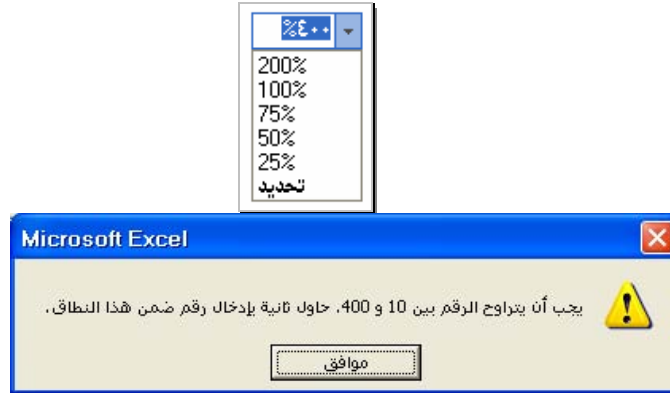 %٤٠٠
200%
100%
75%
50%
25%
تحديد
Microsoft Excel
يجب أن يتراوح الرقم بين 10 و 400. حاول ثانية بإدخال رقم ضمن هذا النطاق.
موافق